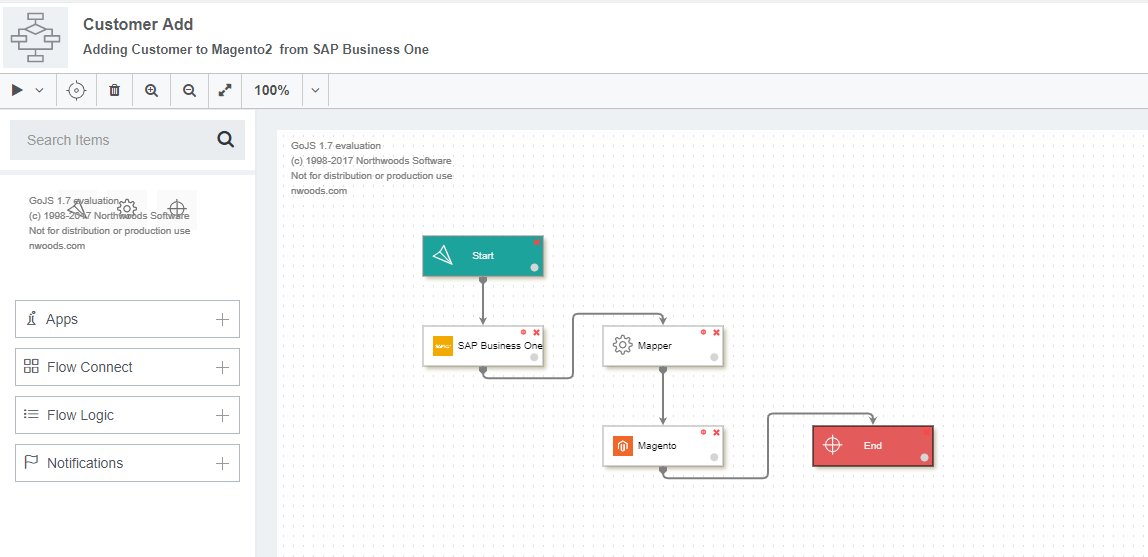 Customer Add
Adding Customer to Magento2 from SAP Business One
100%
Search Items
GoJS 1.7 evaluation
(c) 1998-2017 Northwoods Software
Not for distribution or production use
nwoods.com
Apps
Flow Connect
Flow Logic
Notifications
GoJS 1.7 evaluation
(c) 1998-2017 Northwoods Software
Not for distribution or production use
nwoods.com
Start
SAP Business One
Mapper
Magento
End